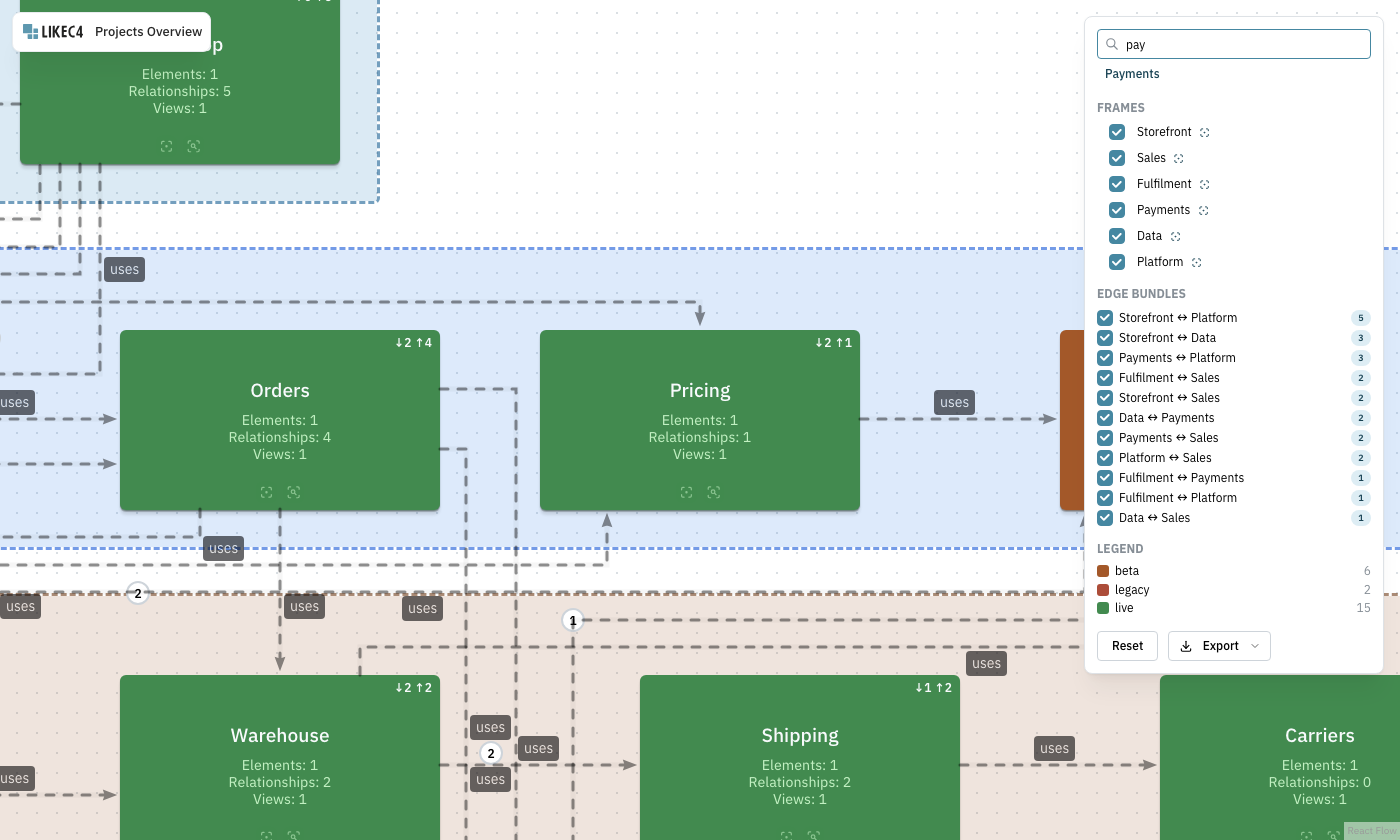 LIKEC4 Projects Overview
p
Elements: 1
Relationships: 5
Views: 1
uses
↓2 ↑4
Orders
Elements: 1
Relationships: 4
Views: 1
↓2 ↑1
Pricing
Elements: 1
Relationships: 1
Views: 1
uses
uses
uses
2
uses
uses
uses
1
uses
↓2 ↑2
Warehouse
Elements: 1
Relationships: 2
Views: 1
uses
uses
2
uses
uses
↓1 ↑2
Shipping
Elements: 1
Relationships: 2
Views: 1
uses
Carriers
Elements: 1
Relationships: 0
Views: 1
pay
Payments
FRAMES
Storefront
Sales
Fulfilment
Payments
Data
Platform
EDGE BUNDLES
Storefront ↔ Platform 5
Storefront ↔ Data 3
Payments ↔ Platform 3
Fulfilment ↔ Sales 2
Storefront ↔ Sales 2
Data ↔ Payments 2
Payments ↔ Sales 2
Platform ↔ Sales 2
Fulfilment ↔ Payments 1
Fulfilment ↔ Platform 1
Data ↔ Sales 1
LEGEND
beta 6
legacy 2
live 15
Reset Export
React Flow